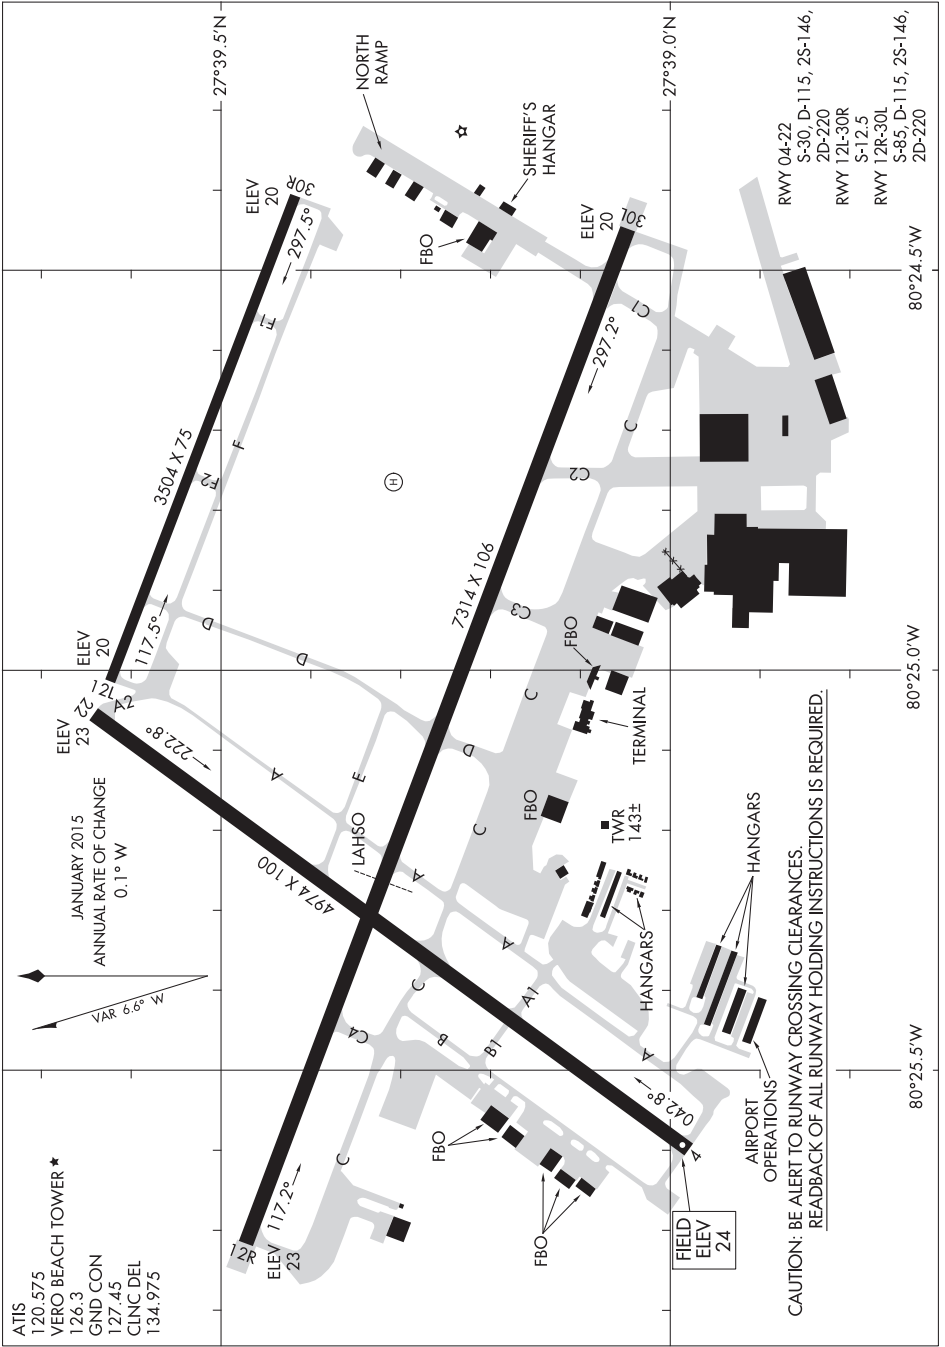 ATIS
120.575
VERO BEACH TOWER ★
126.3
GND CON
127.45
CLNC DEL
134.975
JANUARY 2015
ANNUAL RATE OF CHANGE
0.1° W
VAR 6.6° W
27°39.5'N
27°39.0'N
80°24.5'W
80°25.0'W
80°25.5'W
NORTH
RAMP
SHERIFF'S
HANGAR
FBO
ELEV
20
30R
297.5°
F1
3504 X 75
F
F2
117.5°
ELEV
20
12L
A2
22
ELEV
23
222.8°
D
D
A
E
LAHSO
4974 X 100
H
ELEV
20
30L
C1
297.2°
C
C2
7314 X 106
C3
C
D
C
A
FBO
TERMINAL
FBO
TWR
143±
HANGARS
HANGARS
A
A1
C
B
B1
C4
A
042.8°
4
FIELD
ELEV
24
AIRPORT
OPERATIONS
FBO
FBO
C
117.2°
12R
ELEV
23
RWY 04-22
S-30, D-115, 2S-146,
2D-220
RWY 12L-30R
S-12.5
RWY 12R-30L
S-85, D-115, 2S-146,
2D-220
CAUTION: BE ALERT TO RUNWAY CROSSING CLEARANCES.
READBACK OF ALL RUNWAY HOLDING INSTRUCTIONS IS REQUIRED.